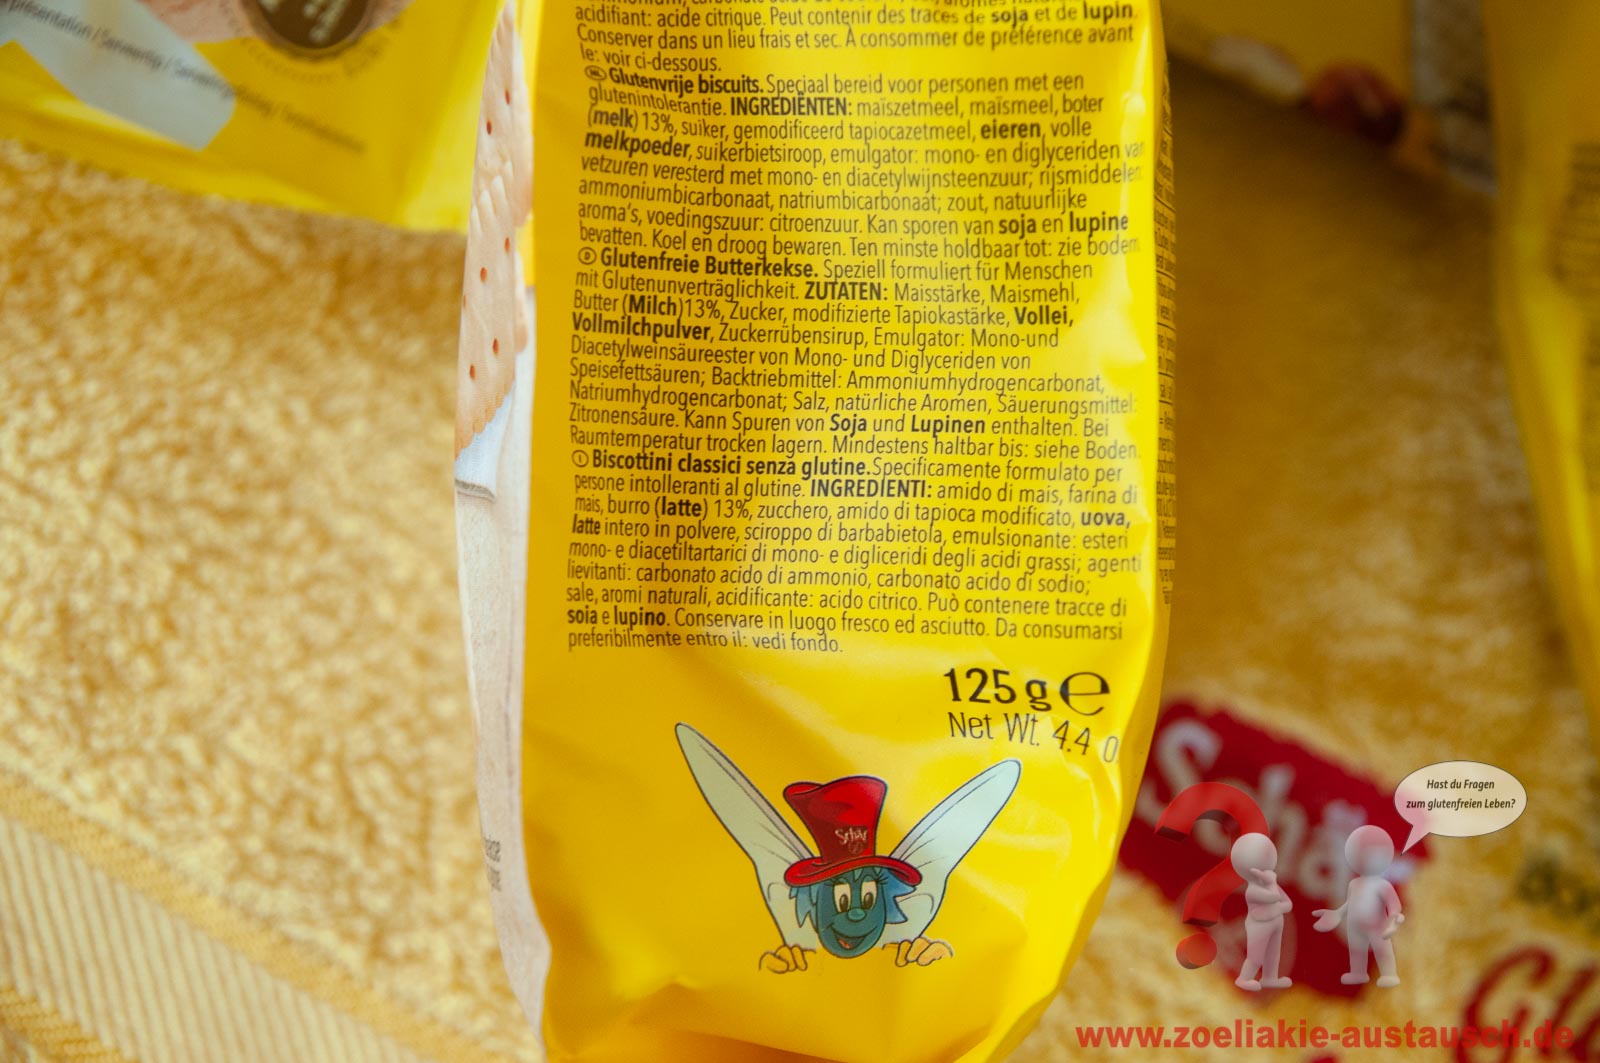 présentation / Serviertip / Serving
acidifiant: acide citrique. Peut contenir des traces de soja et de lupin.
Conserver dans un lieu frais et sec. À consommer de préférence avant
le: voir ci-dessous.
NL Glutenvrije biscuits. Speciaal bereid voor personen met een
glutenintolerantie. INGREDIËNTEN: maïszetmeel, maïsmeel, boter
(melk) 13%, suiker, gemodificeerd tapiocazetmeel, eieren, volle
melkpoeder, suikerbietsiroop, emulgator: mono- en diglyceriden van
vetzuren veresterd met mono- en diacetylwijnsteenzuur; rijsmiddelen:
ammoniumbicarbonaat, natriumbicarbonaat; zout, natuurlijke
aroma's, voedingszuur: citroenzuur. Kan sporen van soja en lupine
bevatten. Koel en droog bewaren. Ten minste houdbaar tot: zie bodem.
D Glutenfreie Butterkekse. Speziell formuliert für Menschen
mit Glutenunverträglichkeit. ZUTATEN: Maisstärke, Maismehl,
Butter (Milch)13%, Zucker, modifizierte Tapiokastärke, Vollei,
Vollmilchpulver, Zuckerrübensirup, Emulgator: Mono-und
Diacetylweinsäureester von Mono- und Diglyceriden von
Speisefettsäuren; Backtriebmittel: Ammoniumhydrogencarbonat,
Natriumhydrogencarbonat; Salz, natürliche Aromen, Säuerungsmittel:
Zitronensäure. Kann Spuren von Soja und Lupinen enthalten. Bei
Raumtemperatur trocken lagern. Mindestens haltbar bis: siehe Boden.
I Biscottini classici senza glutine. Specificamente formulato per
persone intolleranti al glutine. INGREDIENTI: amido di mais, farina di
mais, burro (latte) 13%, zucchero, amido di tapioca modificato, uova,
latte intero in polvere, sciroppo di barbabietola, emulsionante: esteri
mono- e diacetiltartarici di mono- e digliceridi degli acidi grassi; agenti
lievitanti: carbonato acido di ammonio, carbonato acido di sodio;
sale, aromi naturali, acidificante: acido citrico. Può contenere tracce di
soia e lupino. Conservare in luogo fresco ed asciutto. Da consumarsi
preferibilmente entro il: vedi fondo.
125 g e
Net Wt. 4.4 o
Schär
Schär
Hast du Fragen
zum glutenfreien Leben?
www.zoeliakie-austausch.de